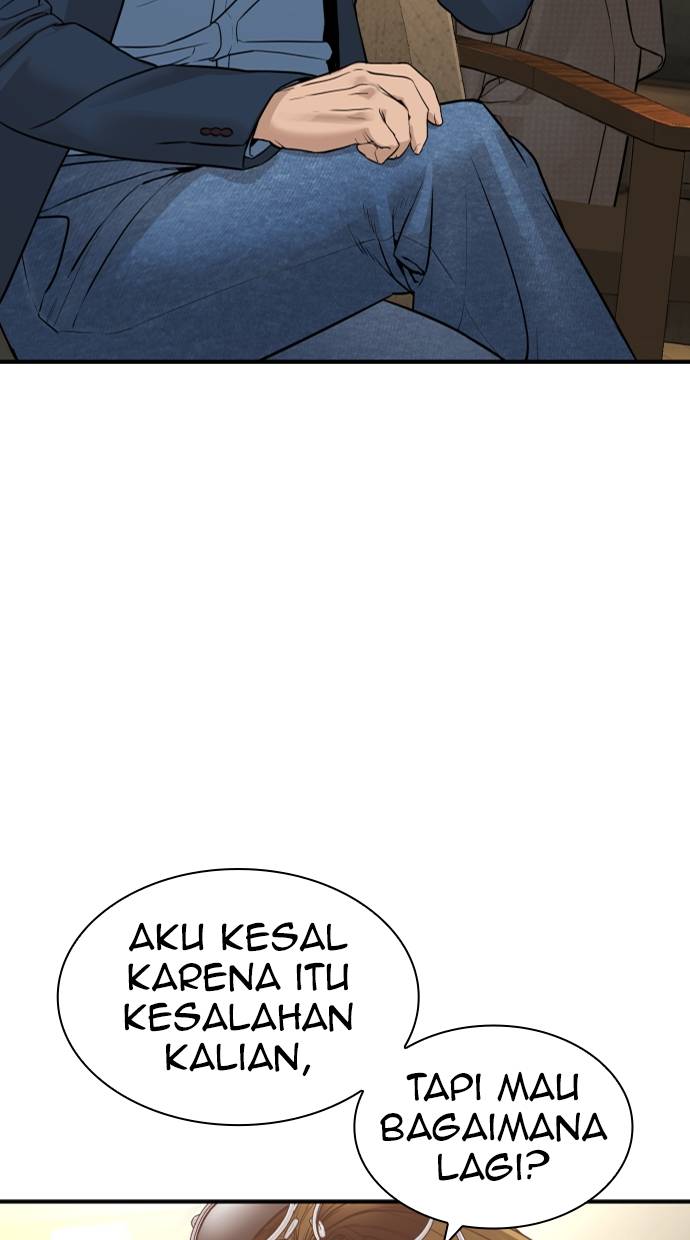 AKU KESAL
KARENA ITU
KESALAHAN
KALIAN,
TAPI MAU
BAGAIMANA
LAGI?